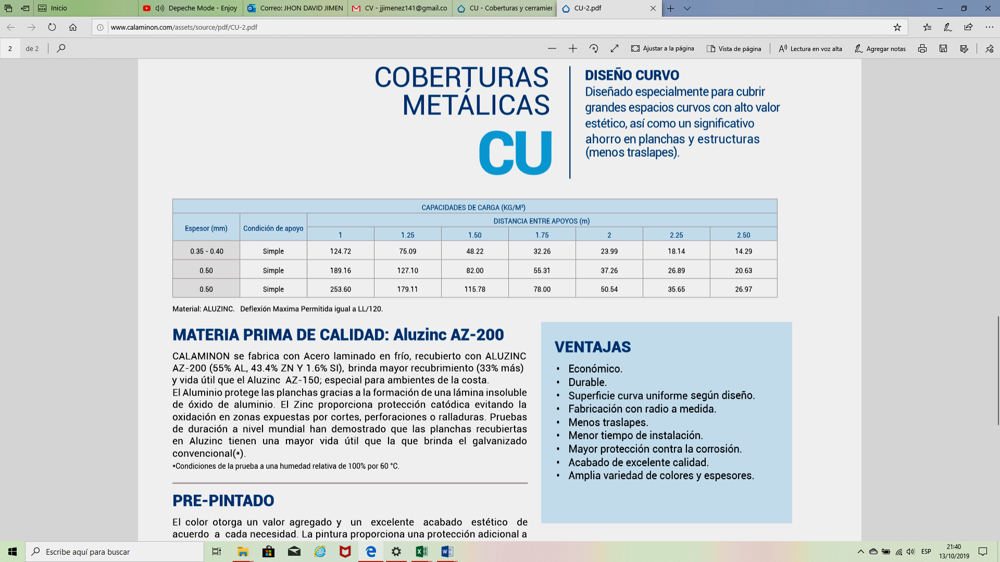 Inicio
Depeche Mode - Enjoy
Correo: JHON DAVID JIMEN
CV - jjimenez141@gmail.co
CU - Coberturas y cerramier
CU-2.pdf
www.calaminon.com/assets/source/pdf/CU-2.pdf
2 de 2
Ajustar a la página
Vista de página
Lectura en voz alta
Agregar notas
COBERTURAS
METÁLICAS
CU
DISEÑO CURVO
Diseñado especialmente para cubrir
grandes espacios curvos con alto valor
estético, así como un significativo
ahorro en planchas y estructuras
(menos traslapes).
CAPACIDADES DE CARGA (KG/M²)
Espesor (mm) Condición de apoyo DISTANCIA ENTRE APOYOS (m)
1 1.25 1.50 1.75 2 2.25 2.50
0.35 - 0.40 Simple 124.72 75.09 48.22 32.26 23.99 18.14 14.29
0.50 Simple 189.16 127.10 82.00 55.31 37.26 26.89 20.63
0.50 Simple 253.60 179.11 115.78 78.00 50.54 35.65 26.97
Material: ALUZINC. Deflexión Maxima Permitida igual a LL/120.
MATERIA PRIMA DE CALIDAD: Aluzinc AZ-200
CALAMINON se fabrica con Acero laminado en frío, recubierto con ALUZINC
AZ-200 (55% AL, 43.4% ZN Y 1.6% SI), brinda mayor recubrimiento (33% más)
y vida útil que el Aluzinc AZ-150; especial para ambientes de la costa.
El Aluminio protege las planchas gracias a la formación de una lámina insoluble
de óxido de aluminio. El Zinc proporciona protección catódica evitando la
oxidación en zonas expuestas por cortes, perforaciones o ralladuras. Pruebas
de duración a nivel mundial han demostrado que las planchas recubiertas
en Aluzinc tienen una mayor vida útil que la que brinda el galvanizado
convencional(*).
*Condiciones de la prueba a una humedad relativa de 100% por 60 °C.
PRE-PINTADO
El color otorga un valor agregado y un excelente acabado estético de
acuerdo a cada necesidad. La pintura proporciona una protección adicional a
VENTAJAS
• Económico.
• Durable.
• Superficie curva uniforme según diseño.
• Fabricación con radio a medida.
• Menos traslapes.
• Menor tiempo de instalación.
• Mayor protección contra la corrosión.
• Acabado de excelente calidad.
• Amplia variedad de colores y espesores.
Escribe aquí para buscar
ESP
21:40
13/10/2019